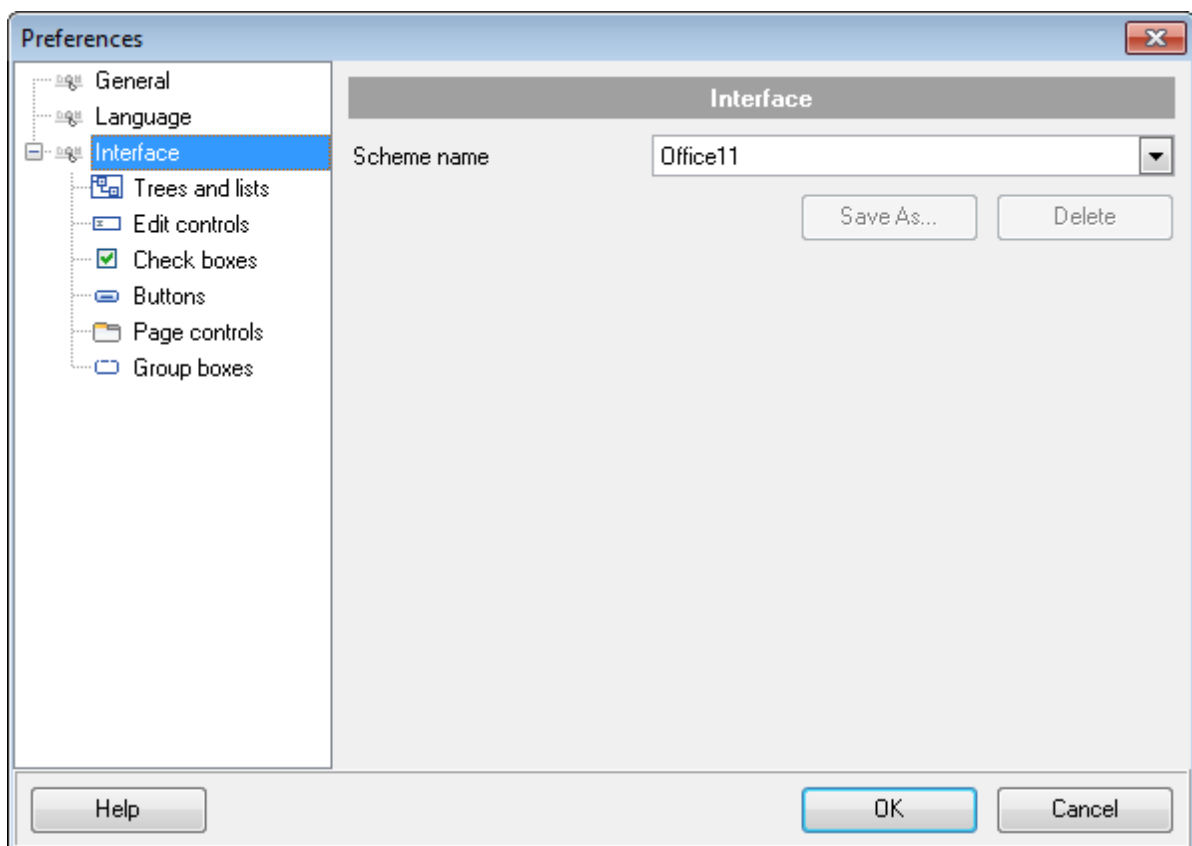 Preferences
General
Language
Interface
Trees and lists
Edit controls
Check boxes
Buttons
Page controls
Group boxes
Interface
Scheme name Office11
Save As... Delete
Help OK Cancel